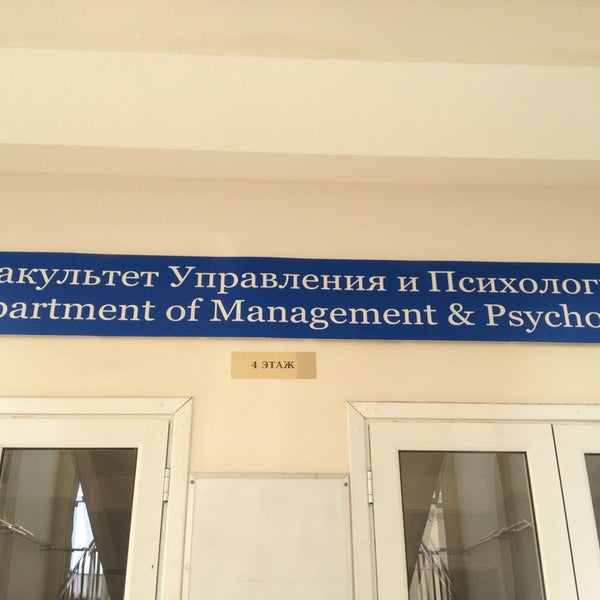 акультет Управления и Психолог
partment of Management & Psycho
4 ЭТАЖ